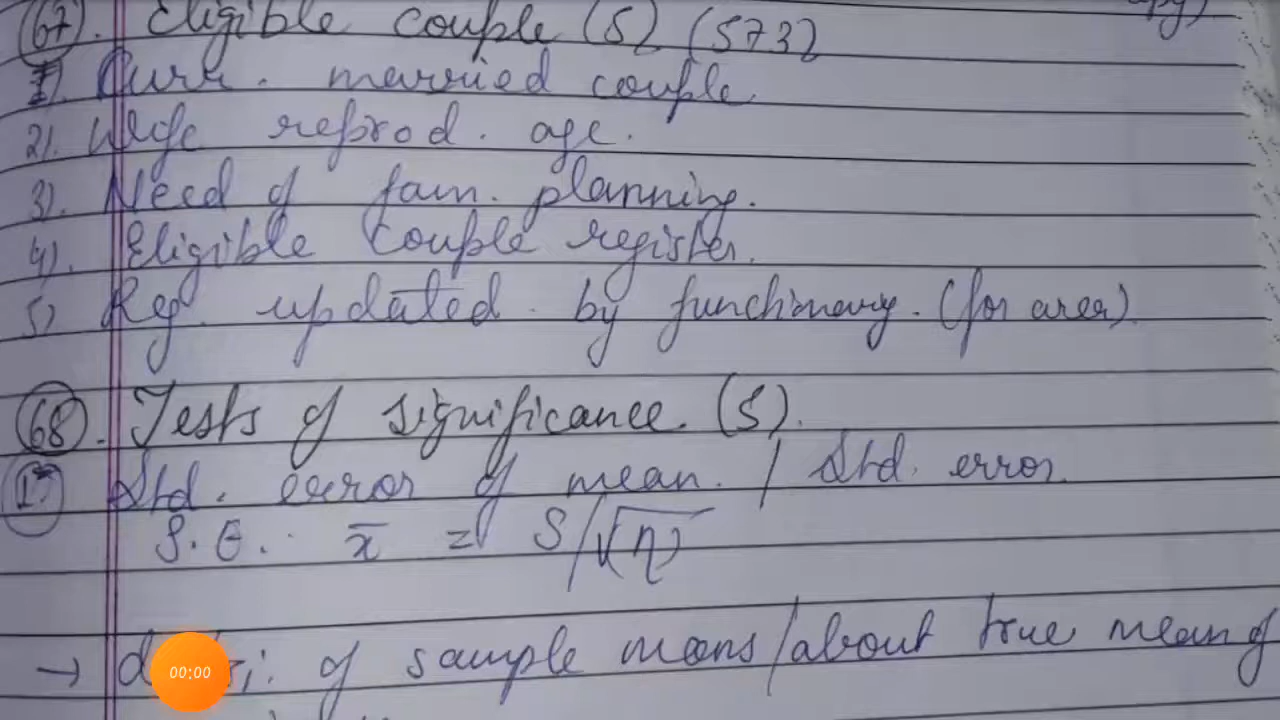 apy)
(67). Eligible couple (S) (573)
1). Curr. married couple.
2). Wife reprod. age.
3). Need of fam. planning.
4). Eligible couple register.
5) Reg. updated by functionary. (for area)
(68). Tests of significance. (S).
1) Std. error of mean. / Std. error.
S.E. x̄ = S/√(n)
→ of sample means/about true mean of
00:00